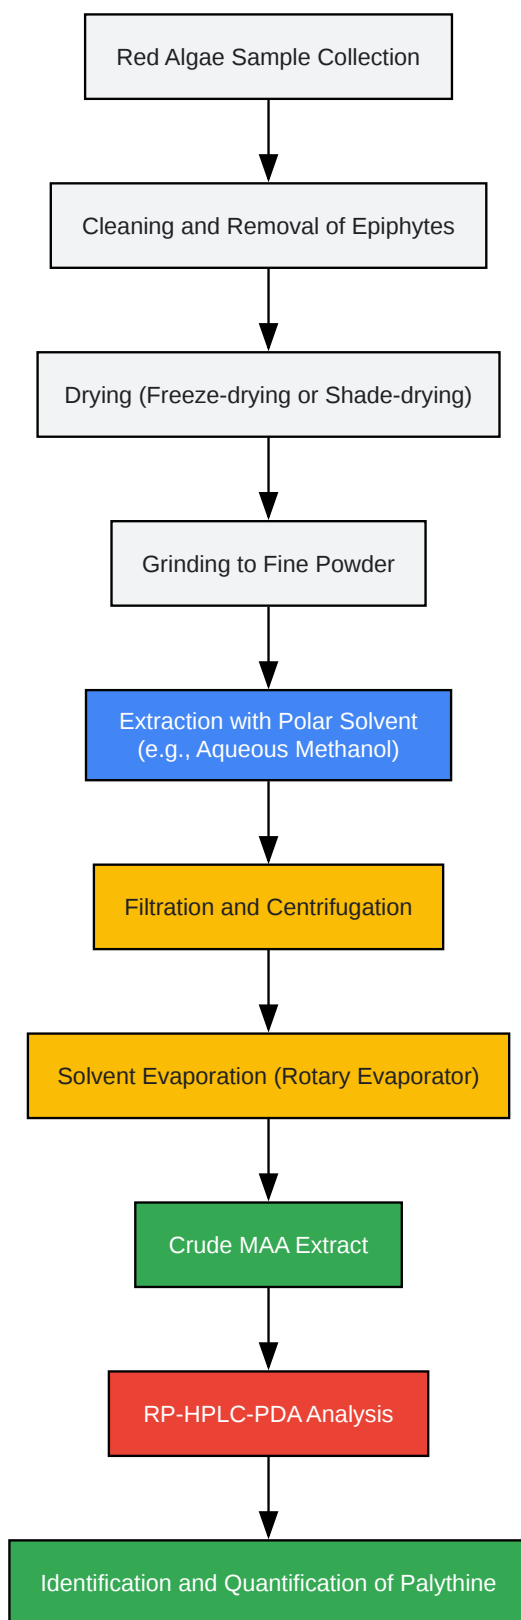 Red Algae Sample Collection
Cleaning and Removal of Epiphytes
Drying (Freeze-drying or Shade-drying)
Grinding to Fine Powder
Extraction with Polar Solvent
(e.g., Aqueous Methanol)
Filtration and Centrifugation
Solvent Evaporation (Rotary Evaporator)
Crude MAA Extract
RP-HPLC-PDA Analysis
Identification and Quantification of Palythine